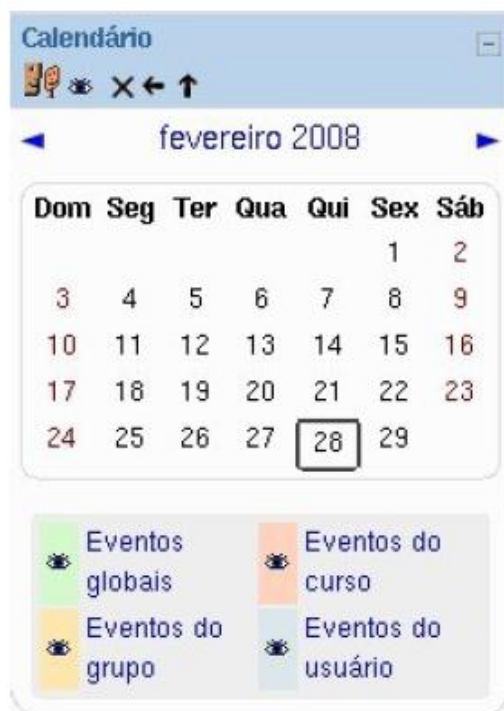 Calendário
fevereiro 2008
Dom Seg Ter Qua Qui Sex Sáb
1 2
3 4 5 6 7 8 9
10 11 12 13 14 15 16
17 18 19 20 21 22 23
24 25 26 27 28 29
Eventos globais
Eventos do curso
Eventos do grupo
Eventos do usuário